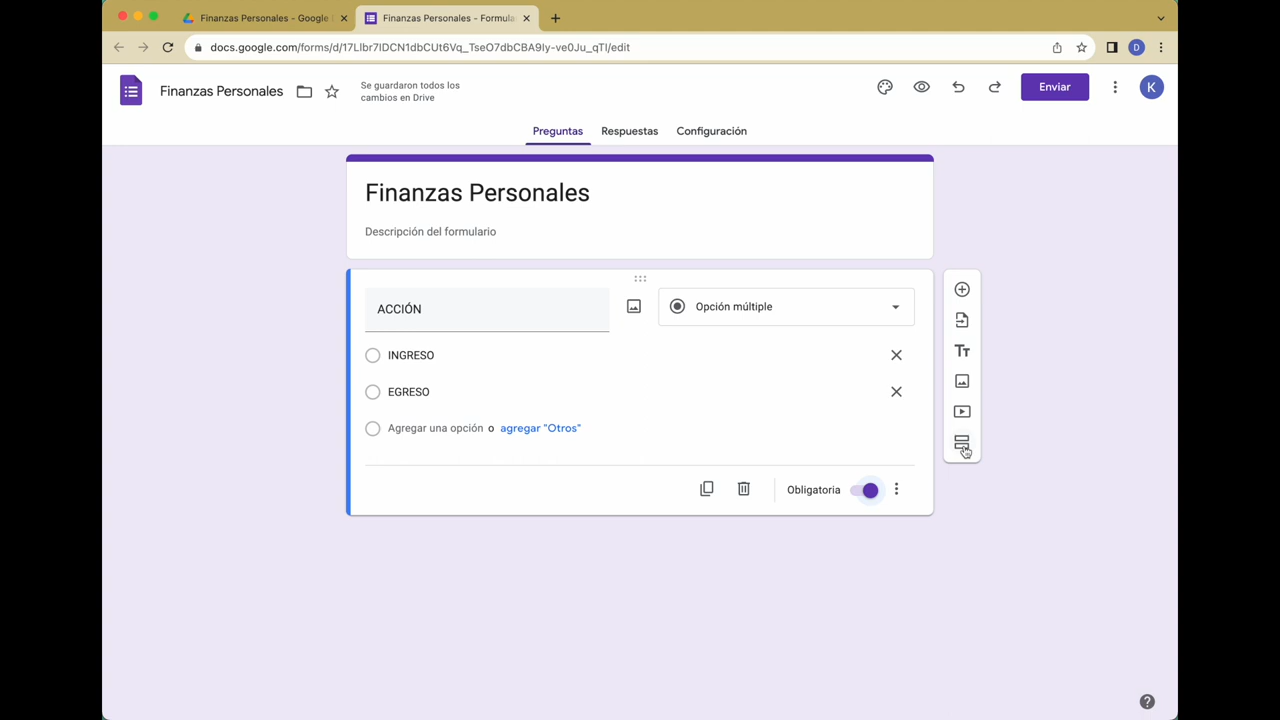 Finanzas Personales - Google
Finanzas Personales - Formula
docs.google.com/forms/d/17LIbr7IDCN1dbCUt6Vq_TseO7dbCBA9Iy-ve0Ju_qTI/edit
D
Finanzas Personales
Se guardaron todos los
cambios en Drive
Enviar
K
Preguntas
Respuestas
Configuración
Finanzas Personales
Descripción del formulario
ACCIÓN
Opción múltiple
INGRESO
EGRESO
Agregar una opción o agregar "Otros"
Tт
Obligatoria